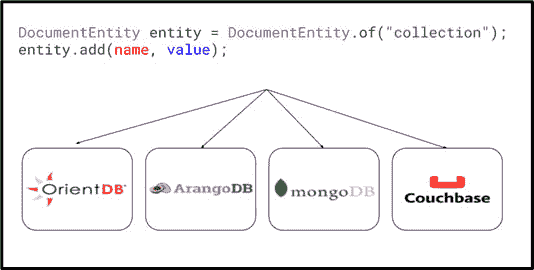 DocumentEntity entity = DocumentEntity.of("collection");
entity.add(name, value);
OrientDB
ArangoDB
mongoDB
Couchbase